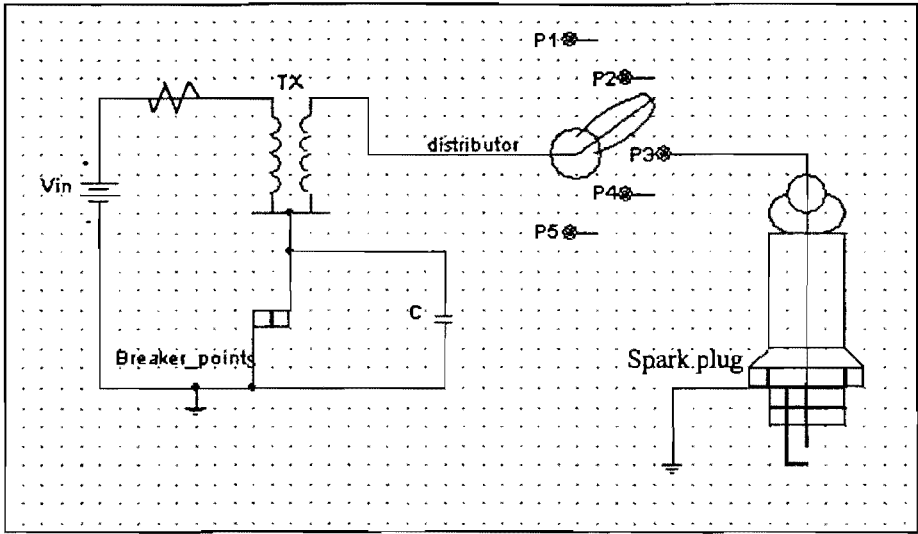 P1
TX
P2
distributor
P3
Vin
P4
P5
C
Breaker_points
Spark plug